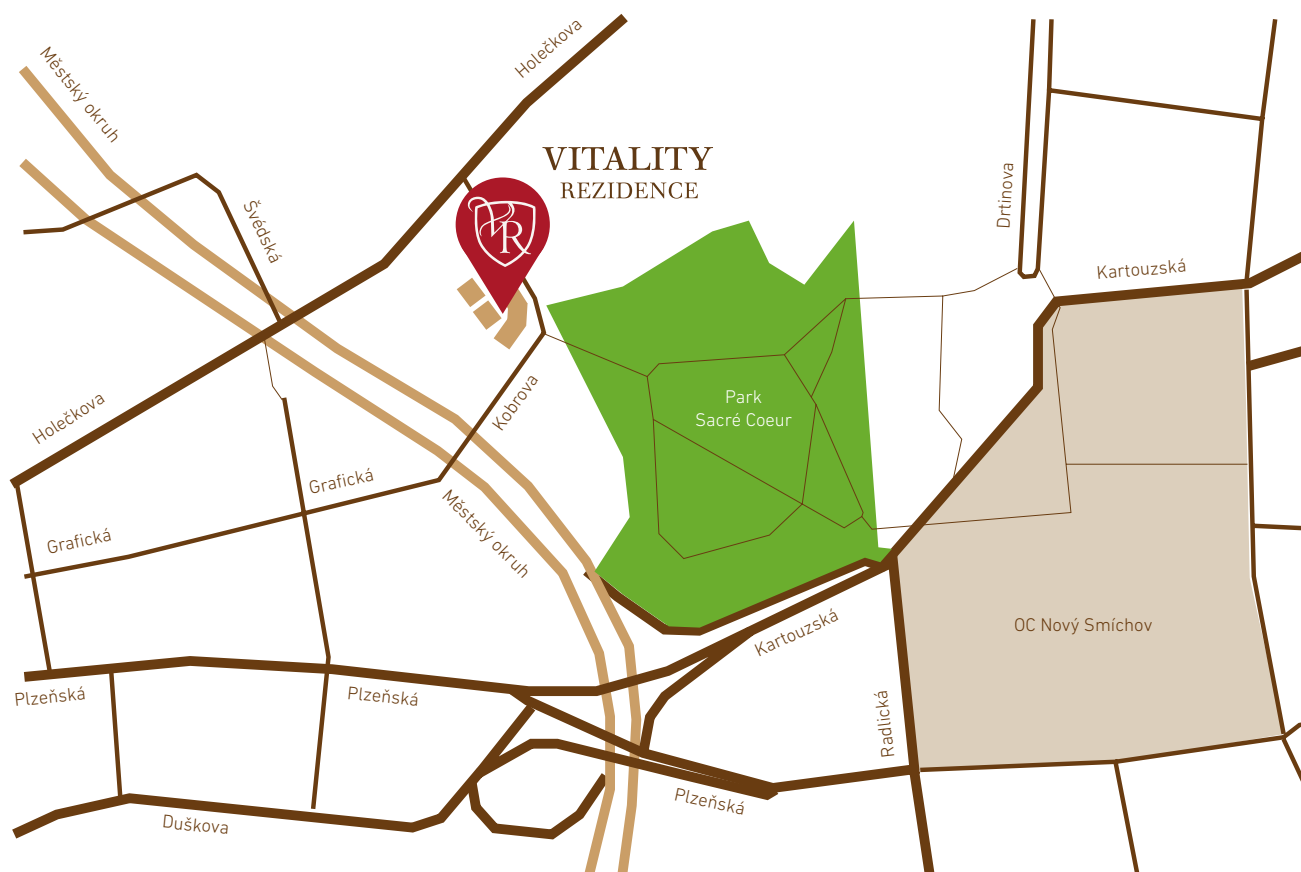 Městský okruh
Holečkova
VITALITY
REZIDENCE
VR
Švédská
Drtinova
Kartouzská
Holečkova
Kobrova
Park
Sacré Coeur
Grafická
Grafická
Městský okruh
OC Nový Smíchov
Kartouzská
Plzeňská
Plzeňská
Radlická
Plzeňská
Duškova